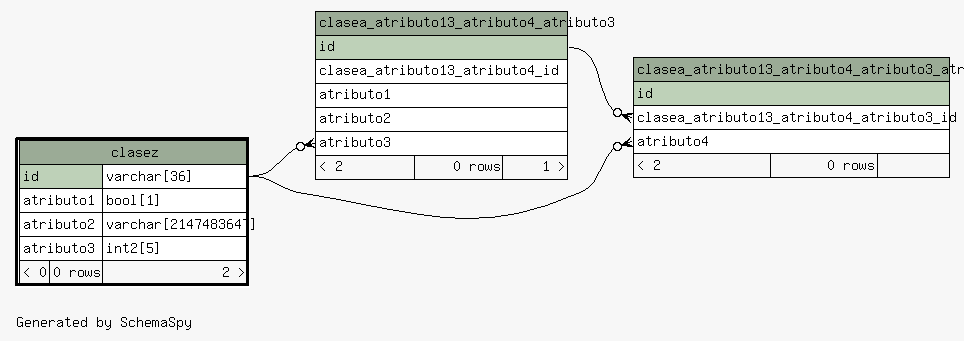 clasea_atributo13_atributo4_atributo3
id
clasea_atributo13_atributo4_id
atributo1
atributo2
atributo3
< 2 0 rows 1 >
clasea_atributo13_atributo4_atributo3_atr
id
clasea_atributo13_atributo4_atributo3_id
atributo4
< 2 0 rows
clasez
id varchar[36]
atributo1 bool[1]
atributo2 varchar[2147483647]
atributo3 int2[5]
< 0 0 rows 2 >
Generated by SchemaSpy